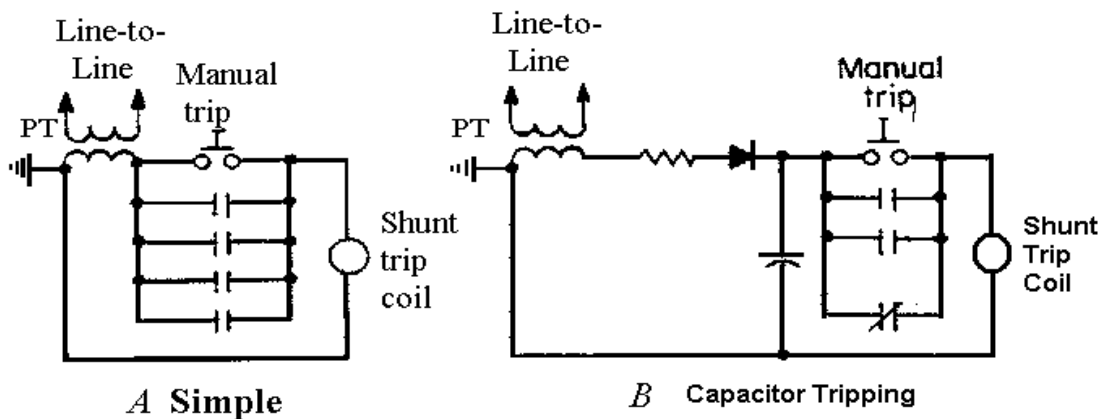 Line-to-
Line
Manual
trip
PT
Shunt
trip
coil
A Simple
Line-to-
Line
Manual
trip
PT
Shunt
Trip
Coil
B Capacitor Tripping